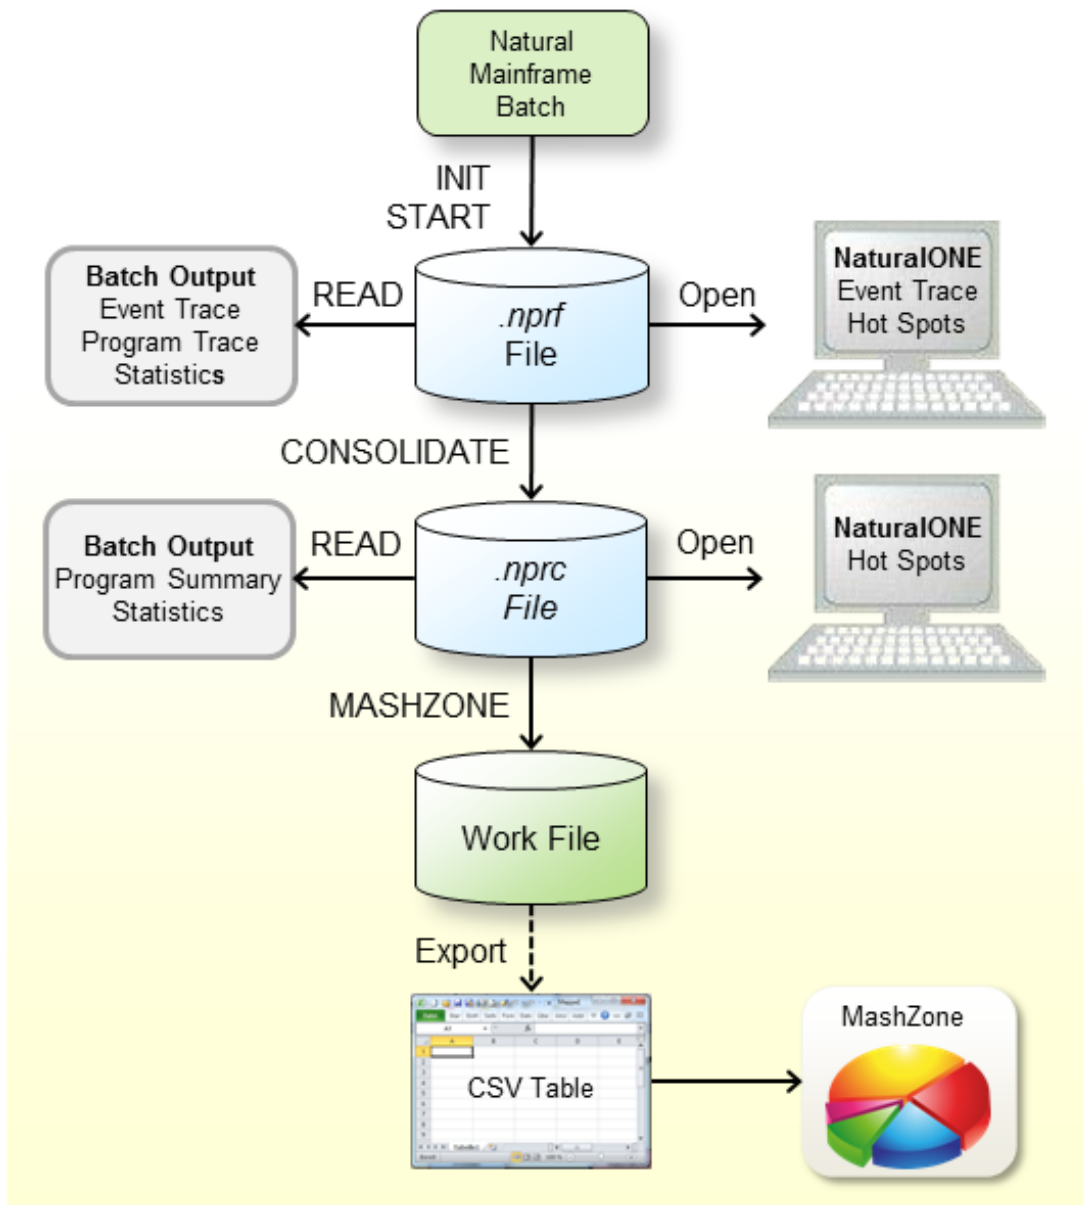 Natural
Mainframe
Batch
INIT
START
Batch Output
Event Trace
Program Trace
Statistics
READ
.nprf
File
Open
NaturalONE
Event Trace
Hot Spots
CONSOLIDATE
Batch Output
Program Summary
Statistics
READ
.nprc
File
Open
NaturalONE
Hot Spots
MASHZONE
Work File
Export
CSV Table
MashZone